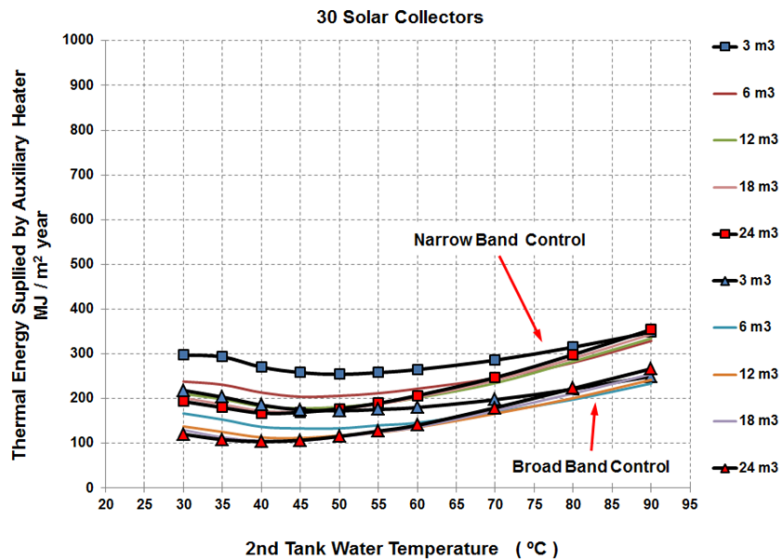 30 Solar Collectors
Thermal Energy Supllied by Auxiliary Heater
MJ / m² year
1000
900
800
700
600
500
400
300
200
100
0
20
25
30
35
40
45
50
55
60
65
70
75
80
85
90
95
2nd Tank Water Temperature ( ºC)
Narrow Band Control
Broad Band Control
3 m3
6 m3
12 m3
18 m3
24 m3
3 m3
6 m3
12 m3
18 m3
24 m3